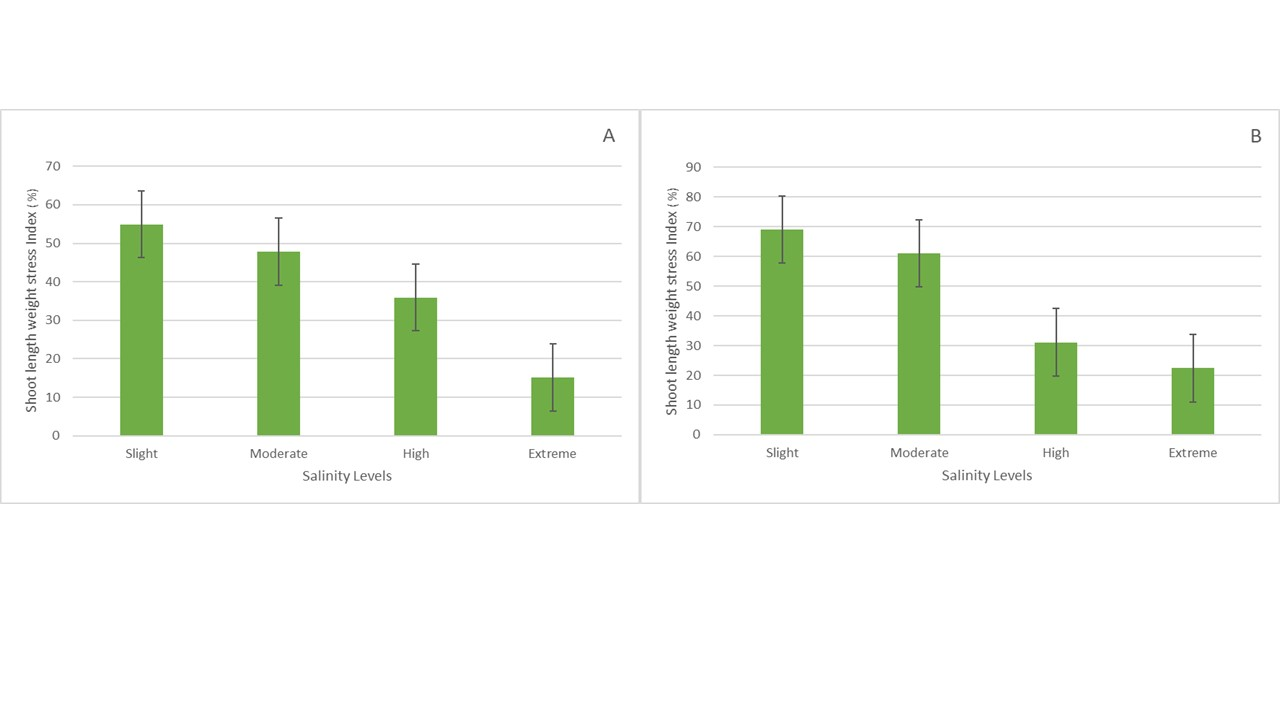 A
70
60
50
40
30
20
10
0
Shoot length weight stress Index ( %)
Slight Moderate High Extreme
Salinity Levels
B
90
80
70
60
50
40
30
20
10
0
Shoot length weight stress Index ( %)
Slight Moderate High Extreme
Salinity Levels